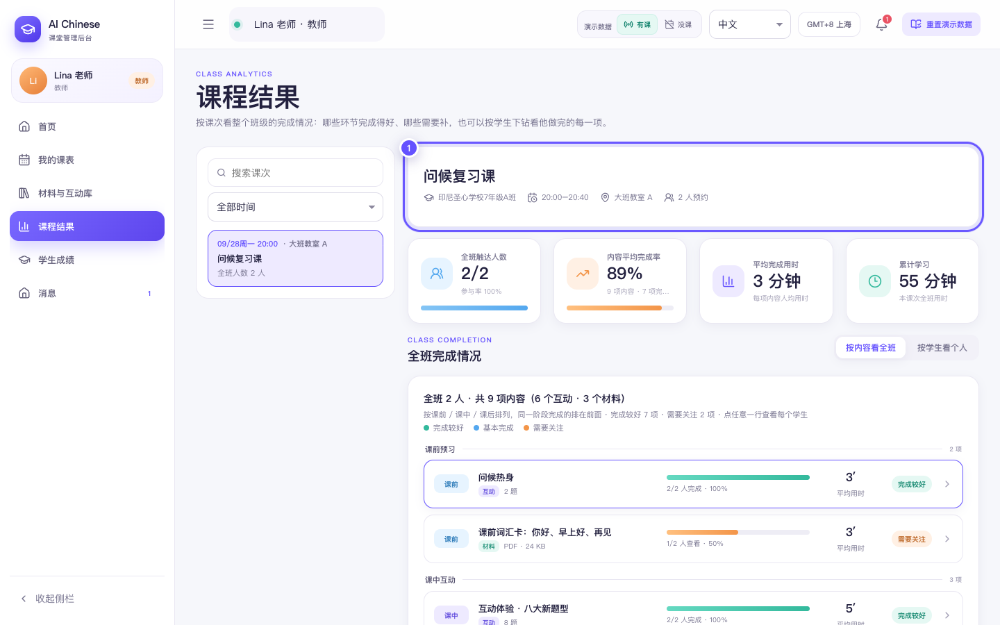 AI Chinese
课堂管理后台
Li
Lina 老师
教师
教师
首页
我的课表
材料与互动库
课程结果
学生成绩
消息
1
收起侧栏
Lina 老师 · 教师
演示数据
有课
没课
中文
GMT+8 上海
1
重置演示数据
CLASS ANALYTICS
课程结果
按课次看整个班级的完成情况：哪些环节完成得好、哪些需要补，也可以按学生下钻看他做完的每一项。
搜索课次
全部时间
09/28周一 20:00 · 大班教室 A
问候复习课
全班人数 2 人
1
问候复习课
印尼圣心学校7年级A班
20:00—20:40
大班教室 A
2 人预约
全班触达人数
2/2
参与率 100%
内容平均完成率
89%
9 项内容 · 7 项完...
平均完成用时
3 分钟
每项内容人均用时
累计学习
55 分钟
本课次全班用时
CLASS COMPLETION
全班完成情况
按内容看全班
按学生看个人
全班 2 人 · 共 9 项内容（6 个互动 · 3 个材料）
按课前 / 课中 / 课后排列，同一阶段完成的排在前面 · 完成较好 7 项 · 需要关注 2 项 · 点任意一行查看每个学生
完成较好
基本完成
需要关注
课前预习
2 项
课前
问候热身
互动 2 题
2/2 人完成 · 100%
3′
平均用时
完成较好
课前
课前词汇卡：你好、早上好、再见
材料 PDF · 24 KB
1/2 人查看 · 50%
3′
平均用时
需要关注
课中互动
3 项
课中
互动体验 · 八大新题型
互动 8 题
2/2 人完成 · 100%
5′
平均用时
完成较好